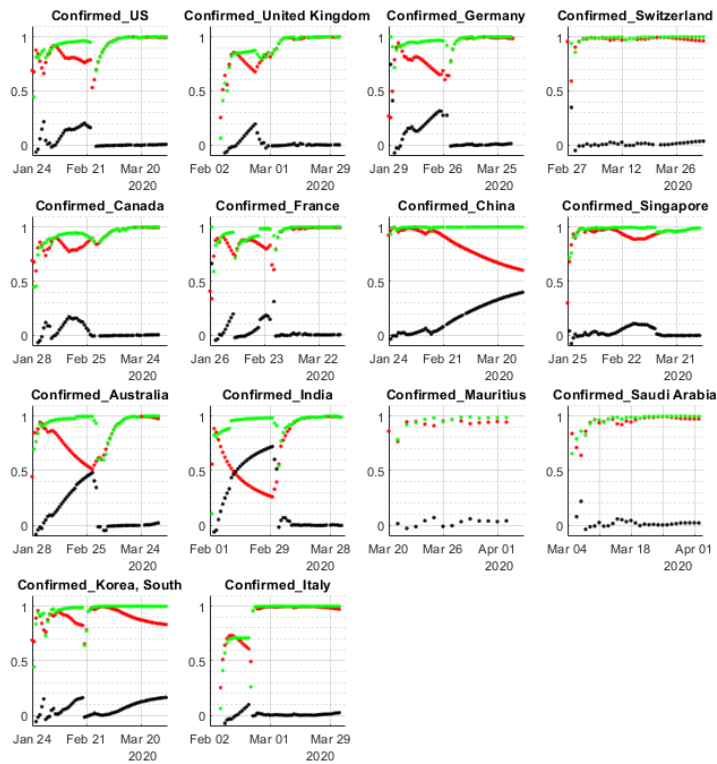 Confirmed_US
1
0.5
0
Jan 24 Feb 21 Mar 20
2020
Confirmed_United Kingdom
1
0.5
0
Feb 02 Mar 01 Mar 29
2020
Confirmed_Germany
1
0.5
0
Jan 29 Feb 26 Mar 25
2020
Confirmed_Switzerland
1
0.5
0
Feb 27 Mar 12 Mar 26
2020
Confirmed_Canada
1
0.5
0
Jan 28 Feb 25 Mar 24
2020
Confirmed_France
1
0.5
0
Jan 26 Feb 23 Mar 22
2020
Confirmed_China
1
0.5
0
Jan 24 Feb 21 Mar 20
2020
Confirmed_Singapore
1
0.5
0
Jan 25 Feb 22 Mar 21
2020
Confirmed_Australia
1
0.5
0
Jan 28 Feb 25 Mar 24
2020
Confirmed_India
1
0.5
0
Feb 01 Feb 29 Mar 28
2020
Confirmed_Mauritius
1
0.5
0
Mar 20 Mar 26 Apr 01
2020
Confirmed_Saudi Arabia
1
0.5
0
Mar 04 Mar 18 Apr 01
2020
Confirmed_Korea, South
1
0.5
0
Jan 24 Feb 21 Mar 20
2020
Confirmed_Italy
1
0.5
0
Feb 02 Mar 01 Mar 29
2020